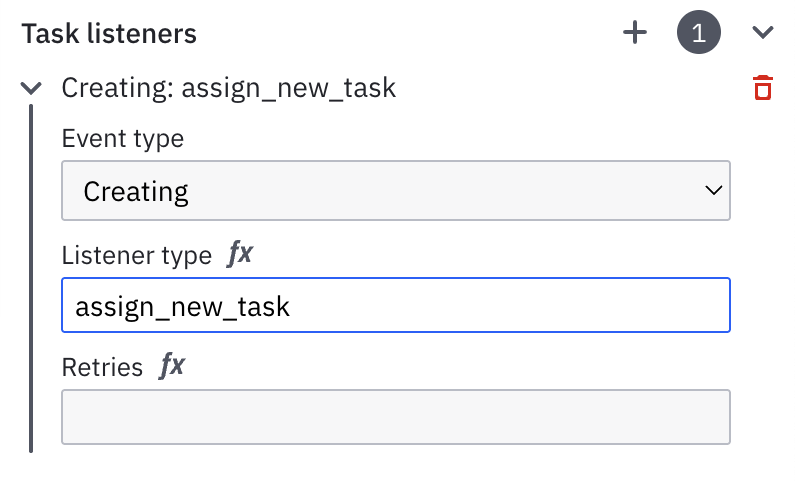 Task listeners 1
Creating: assign_new_task
Event type
Creating
Listener type fx
assign_new_task
Retries fx